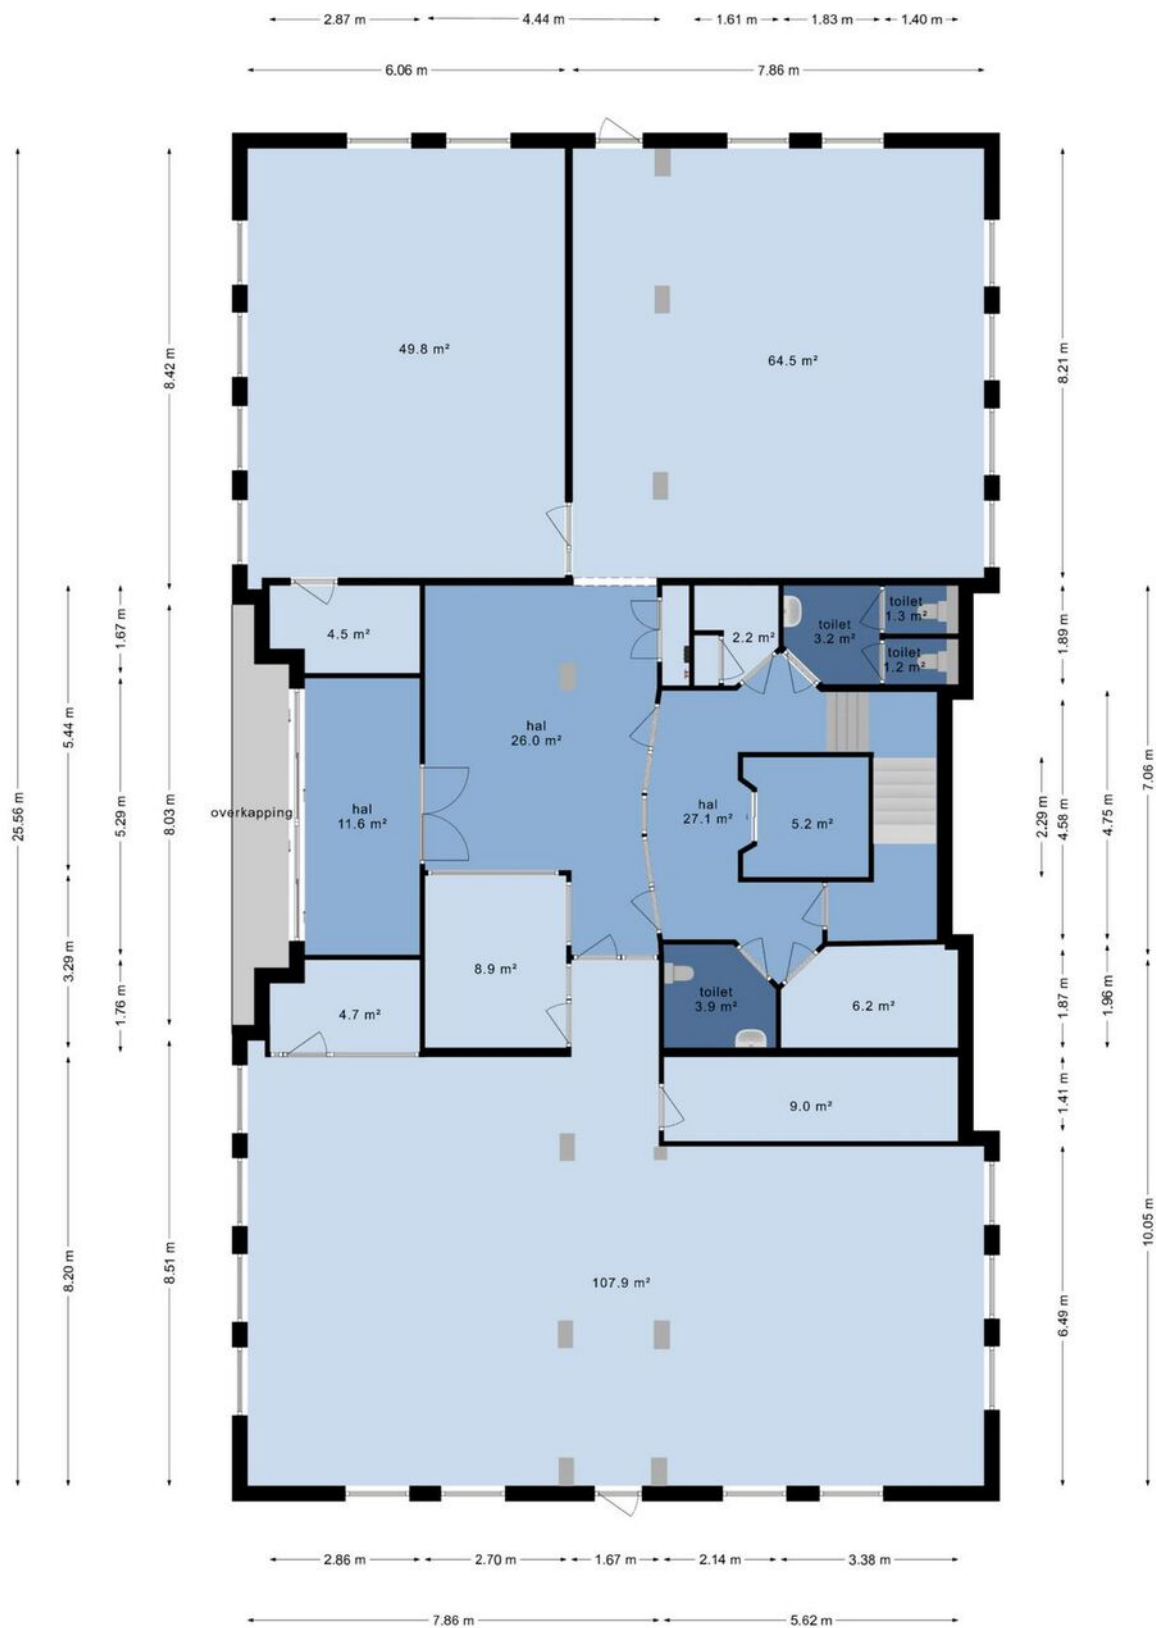 2.87 m
4.44 m
1.61 m
1.83 m
1.40 m
6.06 m
7.86 m
25.56 m
8.42 m
8.21 m
49.8 m²
64.5 m²
1.67 m
5.44 m
5.29 m
8.03 m
3.29 m
1.76 m
8.20 m
8.51 m
4.5 m²
2.2 m²
toilet
3.2 m²
toilet
1.3 m²
toilet
1.2 m²
hal
26.0 m²
overkapping
hal
11.6 m²
hal
27.1 m²
5.2 m²
8.9 m²
4.7 m²
toilet
3.9 m²
6.2 m²
9.0 m²
107.9 m²
1.89 m
7.06 m
4.75 m
4.58 m
2.29 m
1.87 m
1.96 m
1.41 m
10.05 m
6.49 m
2.86 m
2.70 m
1.67 m
2.14 m
3.38 m
7.86 m
5.62 m